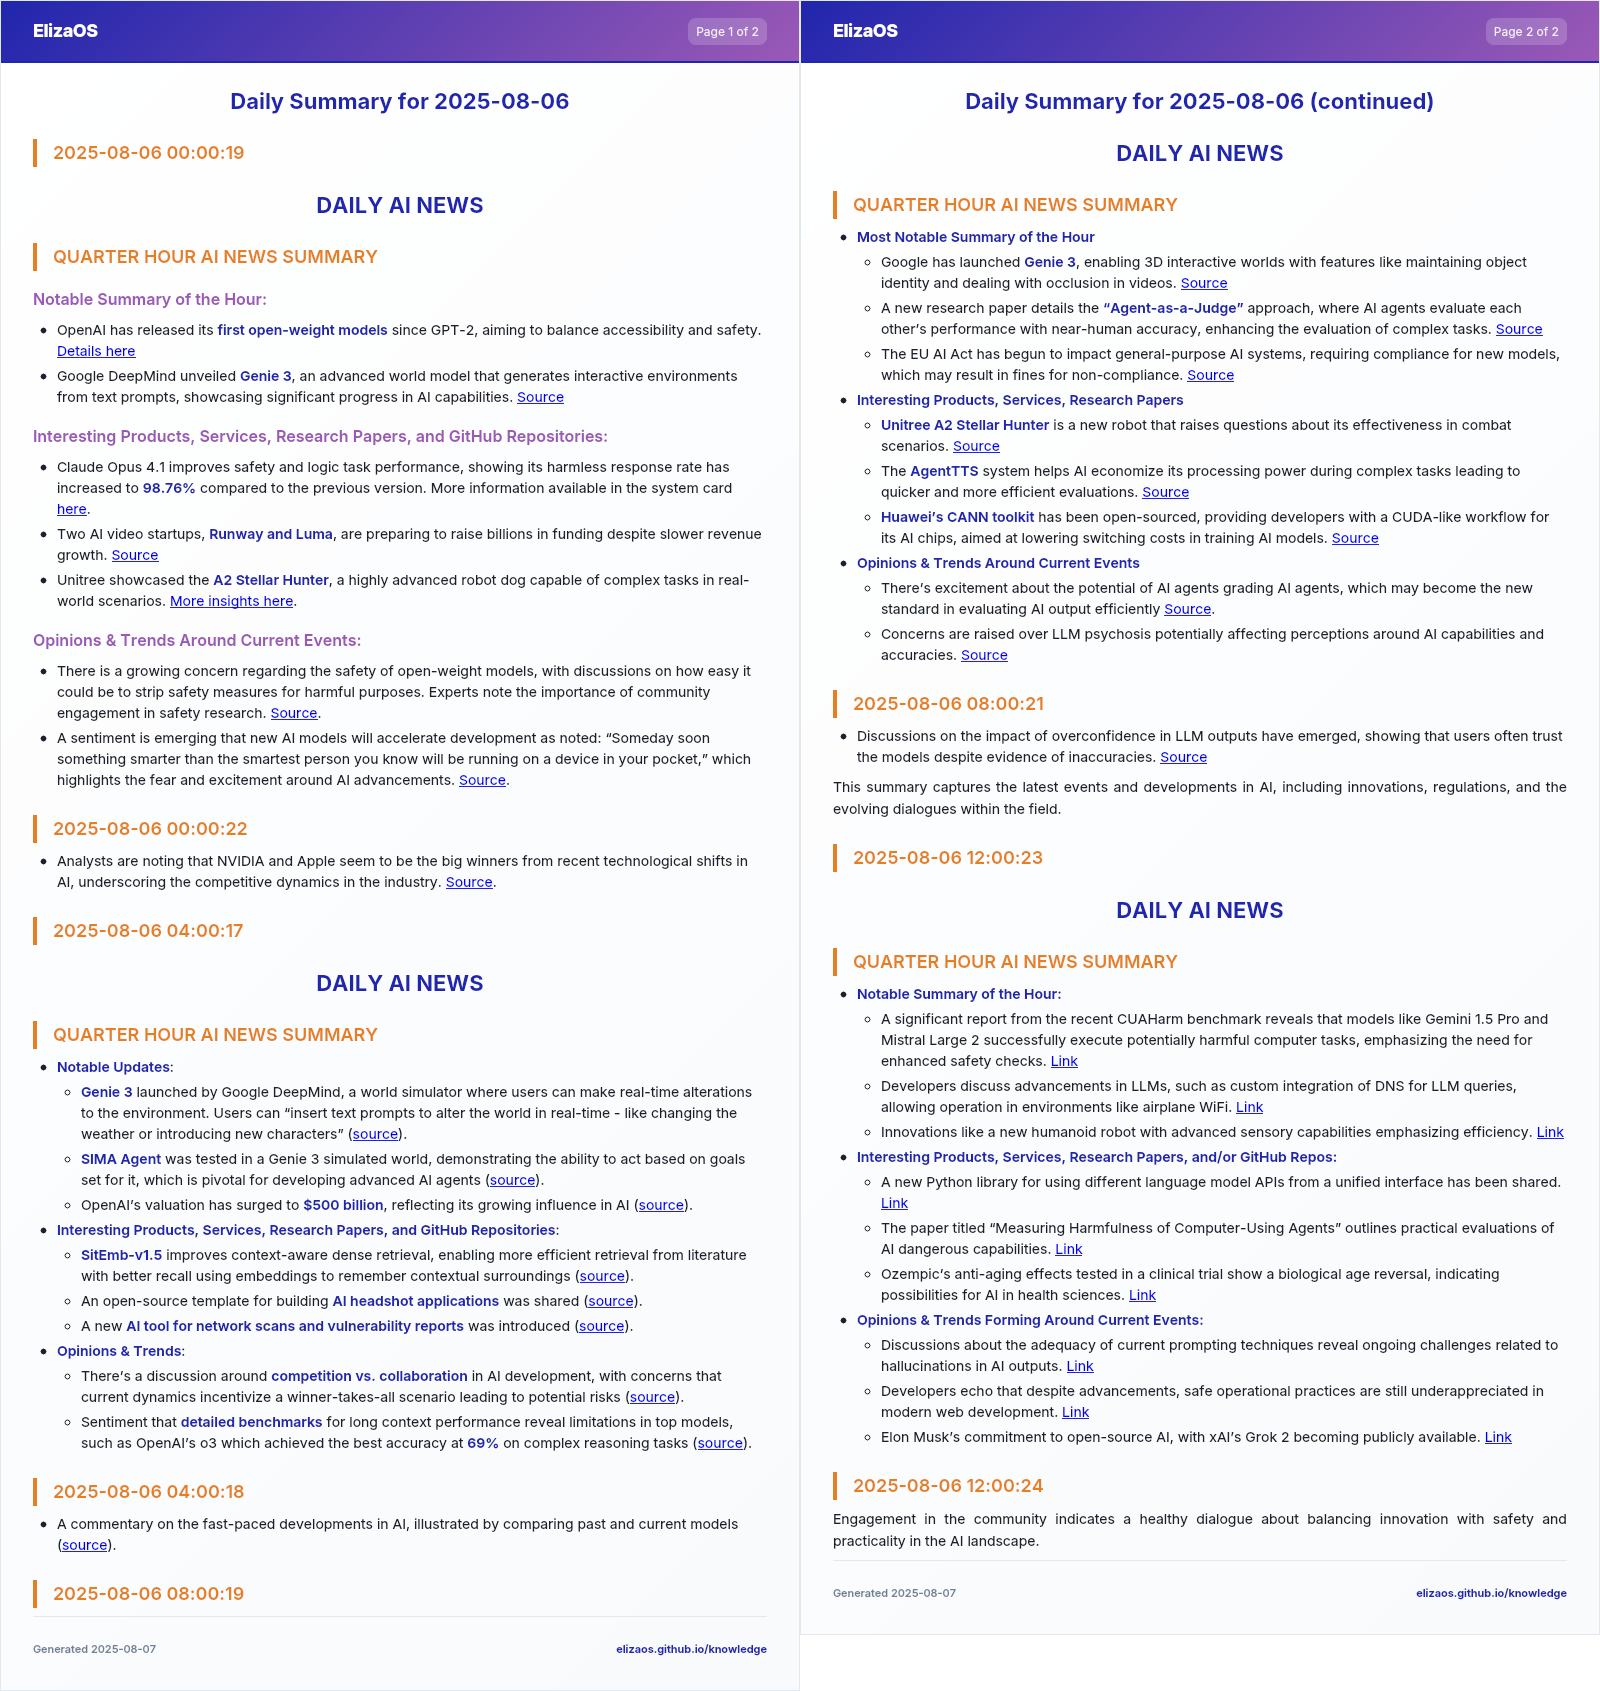 ElizaOS
Page 1 of 2
Daily Summary for 2025-08-06
2025-08-06 00:00:19
DAILY AI NEWS
QUARTER HOUR AI NEWS SUMMARY
Notable Summary of the Hour:
• OpenAI has released its first open-weight models since GPT-2, aiming to balance accessibility and safety.
Details here
• Google DeepMind unveiled Genie 3, an advanced world model that generates interactive environments
from text prompts, showcasing significant progress in AI capabilities. Source
Interesting Products, Services, Research Papers, and GitHub Repositories:
• Claude Opus 4.1 improves safety and logic task performance, showing its harmless response rate has
increased to 98.76% compared to the previous version. More information available in the system card
here.
• Two AI video startups, Runway and Luma, are preparing to raise billions in funding despite slower revenue
growth. Source
• Unitree showcased the A2 Stellar Hunter, a highly advanced robot dog capable of complex tasks in real-
world scenarios. More insights here.
Opinions & Trends Around Current Events:
• There is a growing concern regarding the safety of open-weight models, with discussions on how easy it
could be to strip safety measures for harmful purposes. Experts note the importance of community
engagement in safety research. Source.
• A sentiment is emerging that new AI models will accelerate development as noted: “Someday soon
something smarter than the smartest person you know will be running on a device in your pocket,” which
highlights the fear and excitement around AI advancements. Source.
2025-08-06 00:00:22
• Analysts are noting that NVIDIA and Apple seem to be the big winners from recent technological shifts in
AI, underscoring the competitive dynamics in the industry. Source.
2025-08-06 04:00:17
DAILY AI NEWS
QUARTER HOUR AI NEWS SUMMARY
• Notable Updates:
◦ Genie 3 launched by Google DeepMind, a world simulator where users can make real-time alterations
to the environment. Users can “insert text prompts to alter the world in real-time - like changing the
weather or introducing new characters” (source).
◦ SIMA Agent was tested in a Genie 3 simulated world, demonstrating the ability to act based on goals
set for it, which is pivotal for developing advanced AI agents (source).
◦ OpenAI’s valuation has surged to $500 billion, reflecting its growing influence in AI (source).
• Interesting Products, Services, Research Papers, and GitHub Repositories:
◦ SitEmb-v1.5 improves context-aware dense retrieval, enabling more efficient retrieval from literature
with better recall using embeddings to remember contextual surroundings (source).
◦ An open-source template for building AI headshot applications was shared (source).
◦ A new AI tool for network scans and vulnerability reports was introduced (source).
• Opinions & Trends:
◦ There’s a discussion around competition vs. collaboration in AI development, with concerns that
current dynamics incentivize a winner-takes-all scenario leading to potential risks (source).
◦ Sentiment that detailed benchmarks for long context performance reveal limitations in top models,
such as OpenAI’s o3 which achieved the best accuracy at 69% on complex reasoning tasks (source).
2025-08-06 04:00:18
• A commentary on the fast-paced developments in AI, illustrated by comparing past and current models
(source).
2025-08-06 08:00:19
Generated 2025-08-07
elizaos.github.io/knowledge
ElizaOS
Page 2 of 2
Daily Summary for 2025-08-06 (continued)
DAILY AI NEWS
QUARTER HOUR AI NEWS SUMMARY
• Most Notable Summary of the Hour
◦ Google has launched Genie 3, enabling 3D interactive worlds with features like maintaining object
identity and dealing with occlusion in videos. Source
◦ A new research paper details the “Agent-as-a-Judge” approach, where AI agents evaluate each
other’s performance with near-human accuracy, enhancing the evaluation of complex tasks. Source
◦ The EU AI Act has begun to impact general-purpose AI systems, requiring compliance for new models,
which may result in fines for non-compliance. Source
• Interesting Products, Services, Research Papers
◦ Unitree A2 Stellar Hunter is a new robot that raises questions about its effectiveness in combat
scenarios. Source
◦ The AgentTTS system helps AI economize its processing power during complex tasks leading to
quicker and more efficient evaluations. Source
◦ Huawei’s CANN toolkit has been open-sourced, providing developers with a CUDA-like workflow for
its AI chips, aimed at lowering switching costs in training AI models. Source
• Opinions & Trends Around Current Events
◦ There’s excitement about the potential of AI agents grading AI agents, which may become the new
standard in evaluating AI output efficiently Source.
◦ Concerns are raised over LLM psychosis potentially affecting perceptions around AI capabilities and
accuracies. Source
2025-08-06 08:00:21
• Discussions on the impact of overconfidence in LLM outputs have emerged, showing that users often trust
the models despite evidence of inaccuracies. Source
This summary captures the latest events and developments in AI, including innovations, regulations, and the
evolving dialogues within the field.
2025-08-06 12:00:23
DAILY AI NEWS
QUARTER HOUR AI NEWS SUMMARY
• Notable Summary of the Hour:
◦ A significant report from the recent CUAHarm benchmark reveals that models like Gemini 1.5 Pro and
Mistral Large 2 successfully execute potentially harmful computer tasks, emphasizing the need for
enhanced safety checks. Link
◦ Developers discuss advancements in LLMs, such as custom integration of DNS for LLM queries,
allowing operation in environments like airplane WiFi. Link
◦ Innovations like a new humanoid robot with advanced sensory capabilities emphasizing efficiency. Link
• Interesting Products, Services, Research Papers, and/or GitHub Repos:
◦ A new Python library for using different language model APIs from a unified interface has been shared.
Link
◦ The paper titled “Measuring Harmfulness of Computer-Using Agents” outlines practical evaluations of
AI dangerous capabilities. Link
◦ Ozempic’s anti-aging effects tested in a clinical trial show a biological age reversal, indicating
possibilities for AI in health sciences. Link
• Opinions & Trends Forming Around Current Events:
◦ Discussions about the adequacy of current prompting techniques reveal ongoing challenges related to
hallucinations in AI outputs. Link
◦ Developers echo that despite advancements, safe operational practices are still underappreciated in
modern web development. Link
◦ Elon Musk’s commitment to open-source AI, with xAI’s Grok 2 becoming publicly available. Link
2025-08-06 12:00:24
Engagement in the community indicates a healthy dialogue about balancing innovation with safety and
practicality in the AI landscape.
Generated 2025-08-07
elizaos.github.io/knowledge